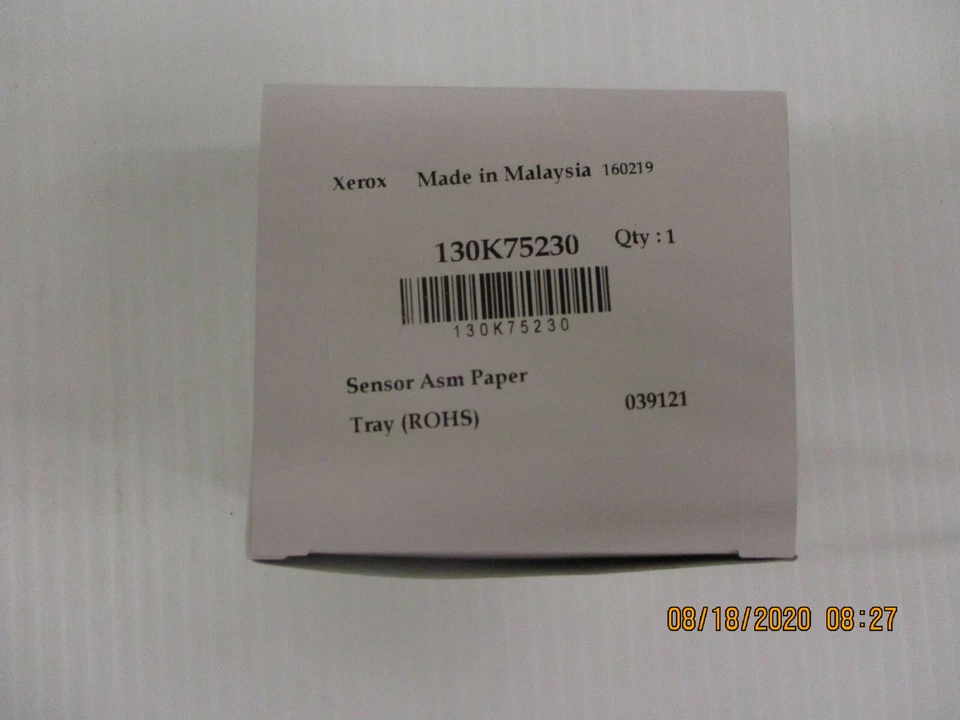 Xerox Made in Malaysia 160219
130K75230 Qty : 1
130K75230
Sensor Asm Paper
Tray (ROHS) 039121
08/18/2020 08:27